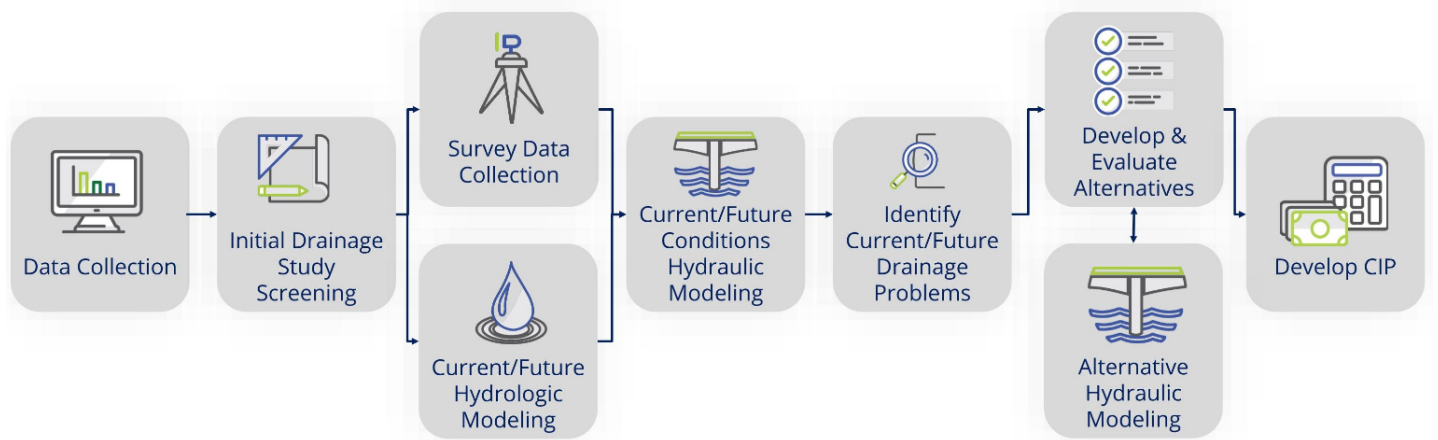 Data Collection
Initial Drainage
Study
Screening
Survey Data
Collection
Current/Future
Hydrologic
Modeling
Current/Future
Conditions
Hydraulic
Modeling
Identify
Current/Future
Drainage
Problems
Develop &
Evaluate
Alternatives
Alternative
Hydraulic
Modeling
Develop CIP